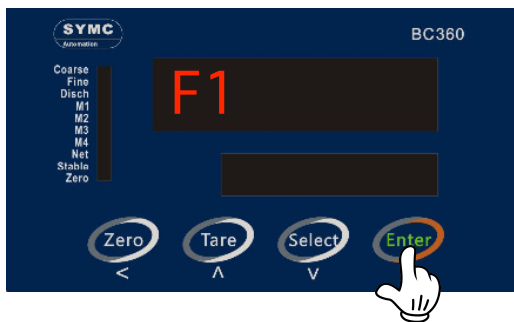 SYMC
Automation
BC360
Coarse
Fine
Disch
M1
M2
M3
M4
Net
Stable
Zero
F1
Zero
Tare
Select
Enter
<
Λ
V